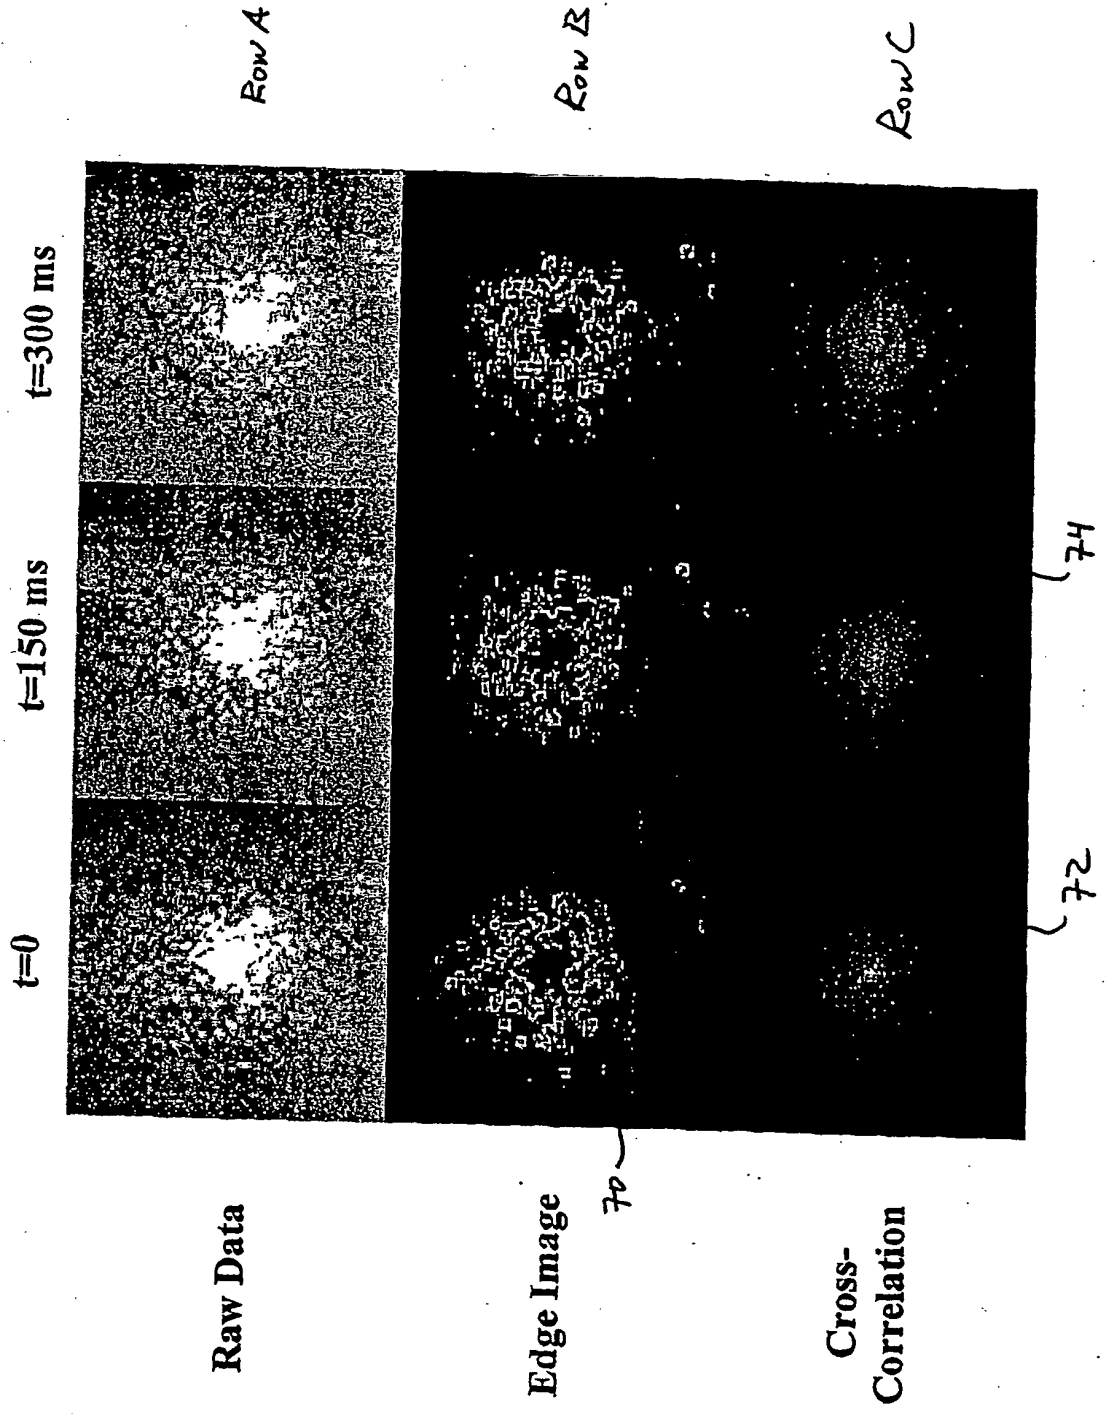 t=0
t=150 ms
t=300 ms
Raw Data
Row A
Edge Image
Row B
70
Cross-
Correlation
Row C
72
74